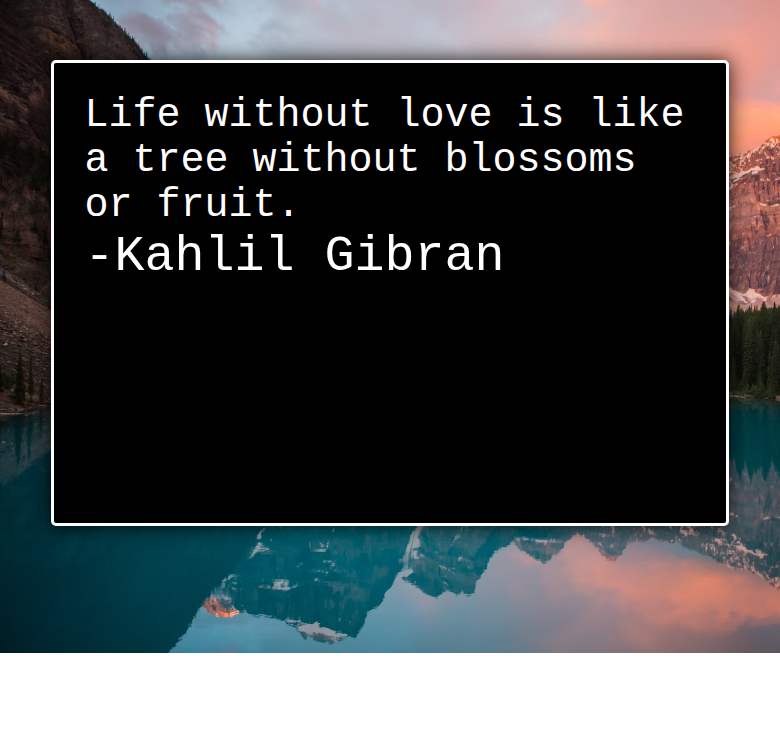 Life without love is like
a tree without blossoms
or fruit.
-Kahlil Gibran